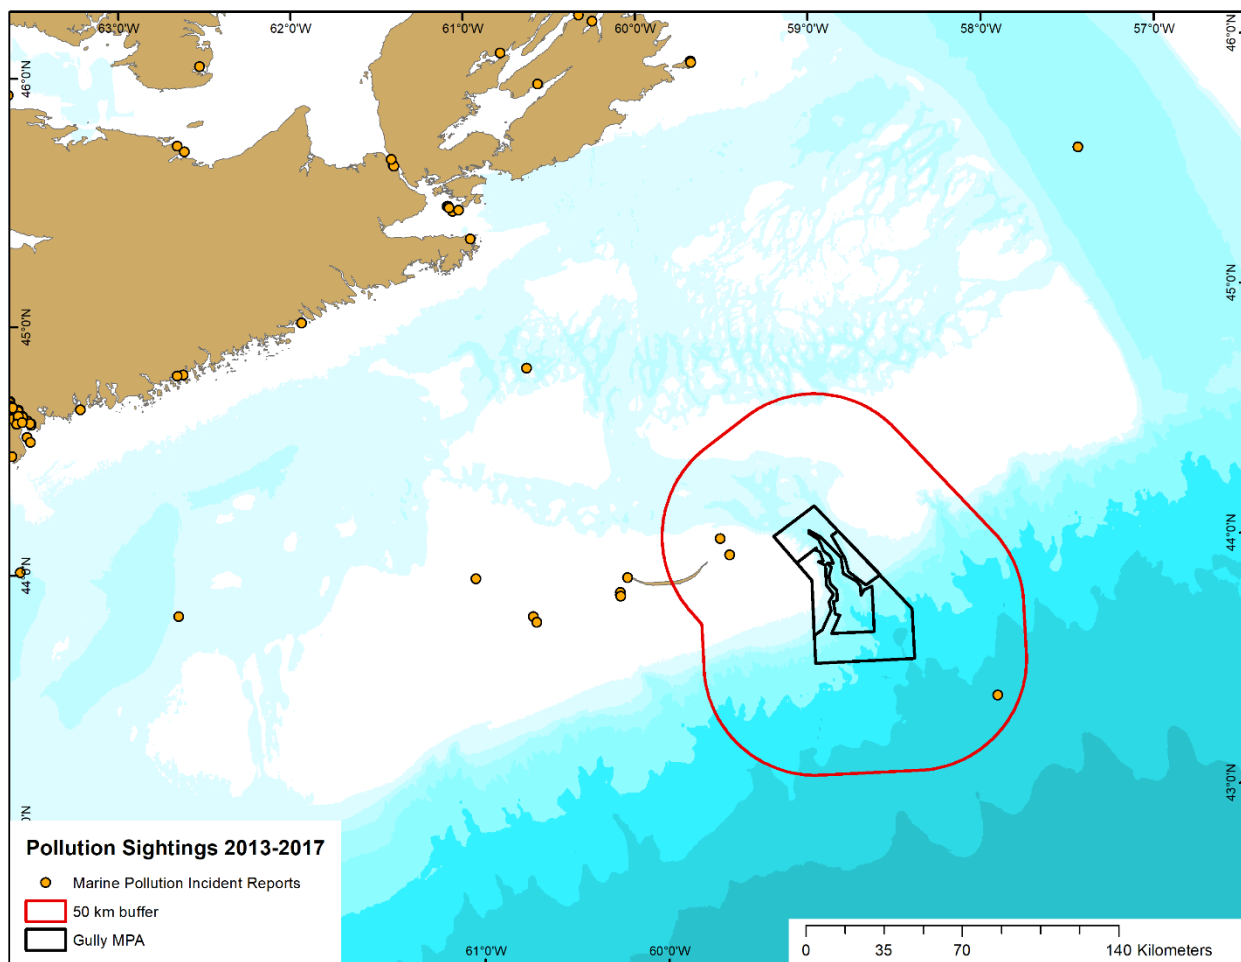 63°0'W 62°0'W 61°0'W 60°0'W 59°0'W 58°0'W 57°0'W
46°0'N
46°0'N
45°0'N
45°0'N
44°0'N
44°0'N
43°0'N
0°N
Pollution Sightings 2013-2017
Marine Pollution Incident Reports
50 km buffer
Gully MPA
61°0'W 60°0'W
0 35 70 140 Kilometers